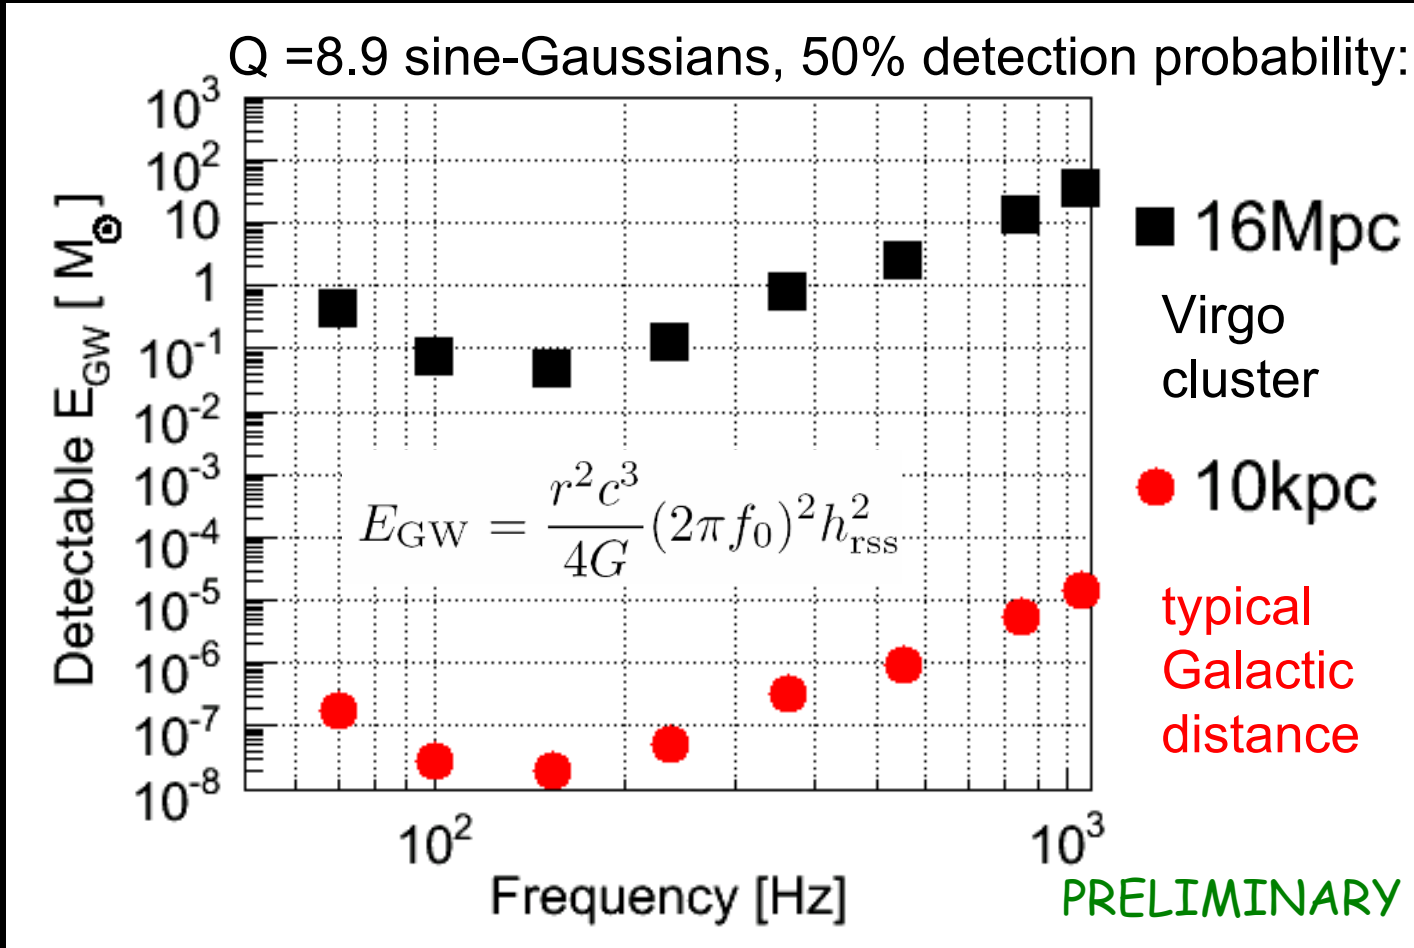 Q =8.9 sine-Gaussians, 50% detection probability:
10³
10²
10
1
10⁻¹
10⁻²
10⁻³
10⁻⁴
10⁻⁵
10⁻⁶
10⁻⁷
10⁻⁸
Detectable E_GW [ M_⊙]
E_GW = r²c³/4G (2πf₀)²h²_rss
16Mpc
Virgo
cluster
10kpc
typical
Galactic
distance
10²
10³
Frequency [Hz]
PRELIMINARY